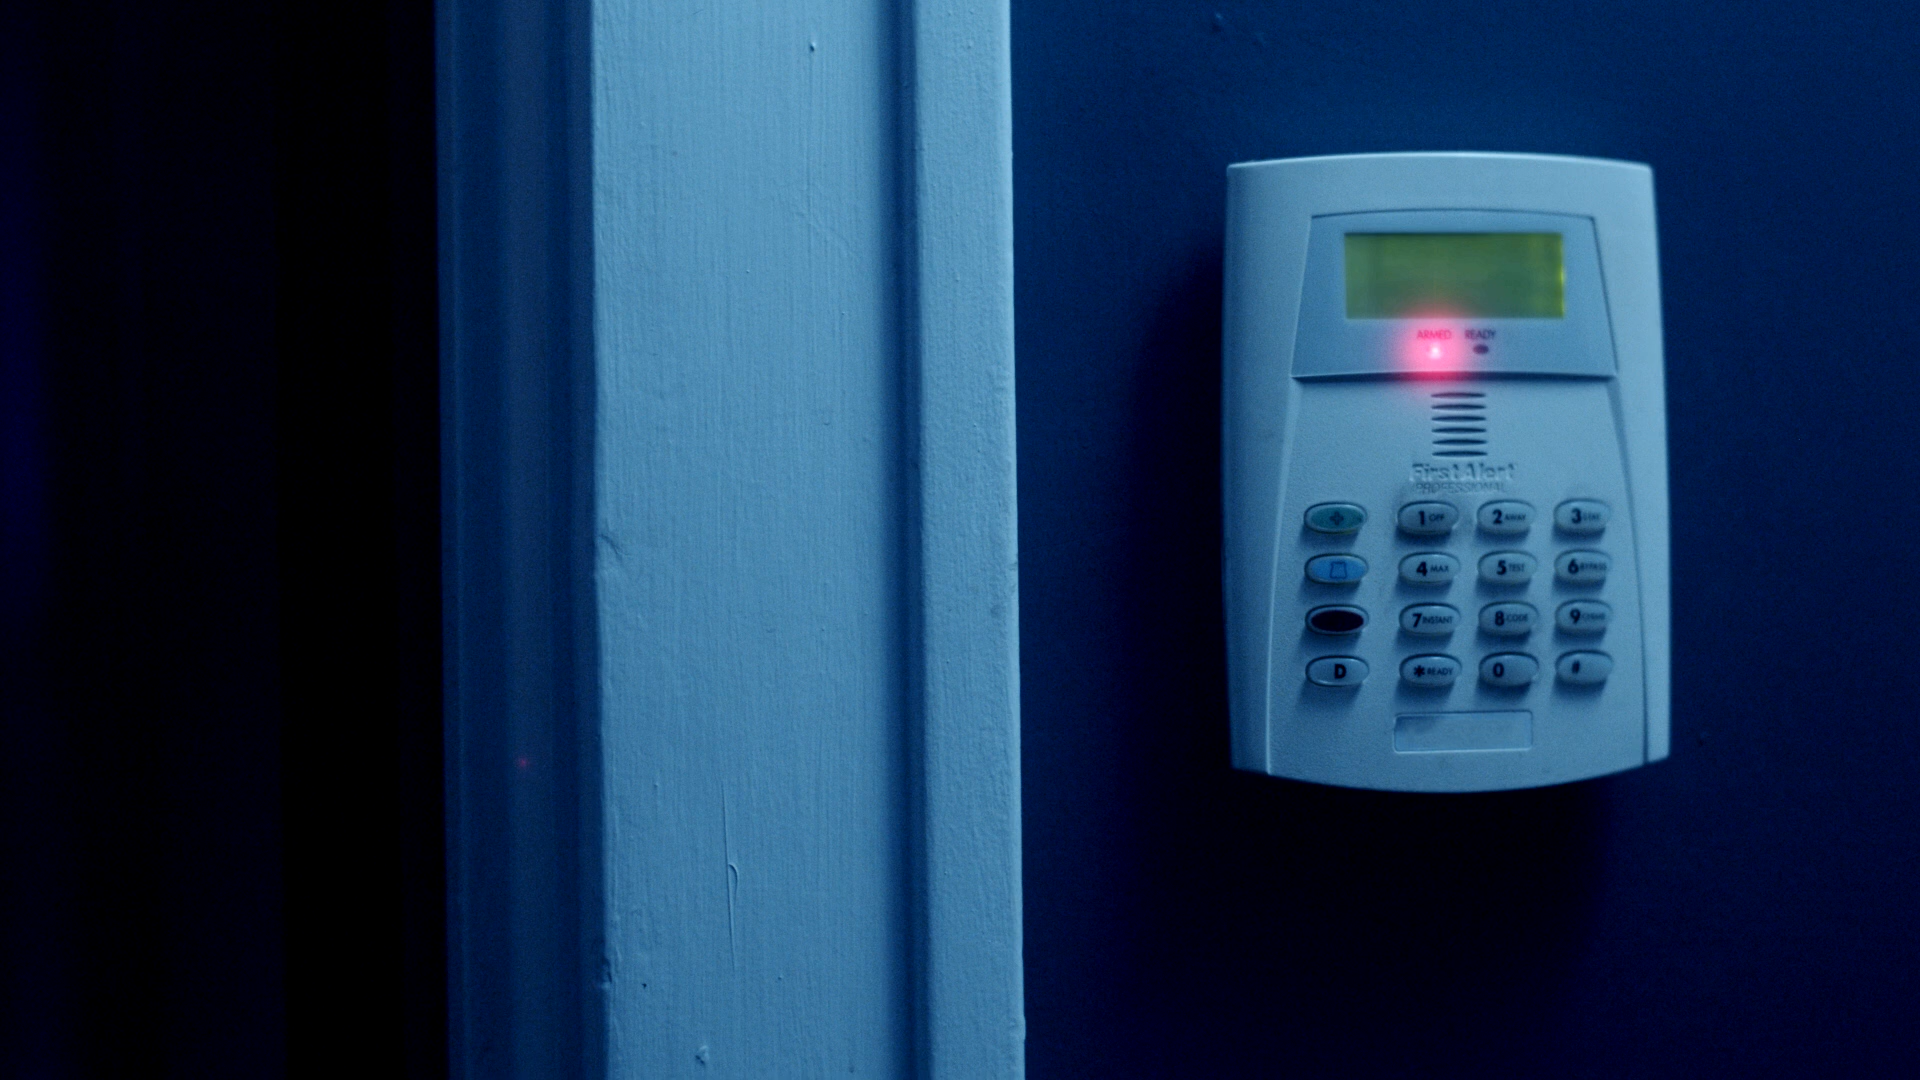 ARMED READY
First Alert
PROFESSIONAL
1 OFF 2 AWAY 3 STAY
4 MAX 5 TEST 6 BYPASS
7 INSTANT 8 CODE 9 CHIME
D * READY 0 #